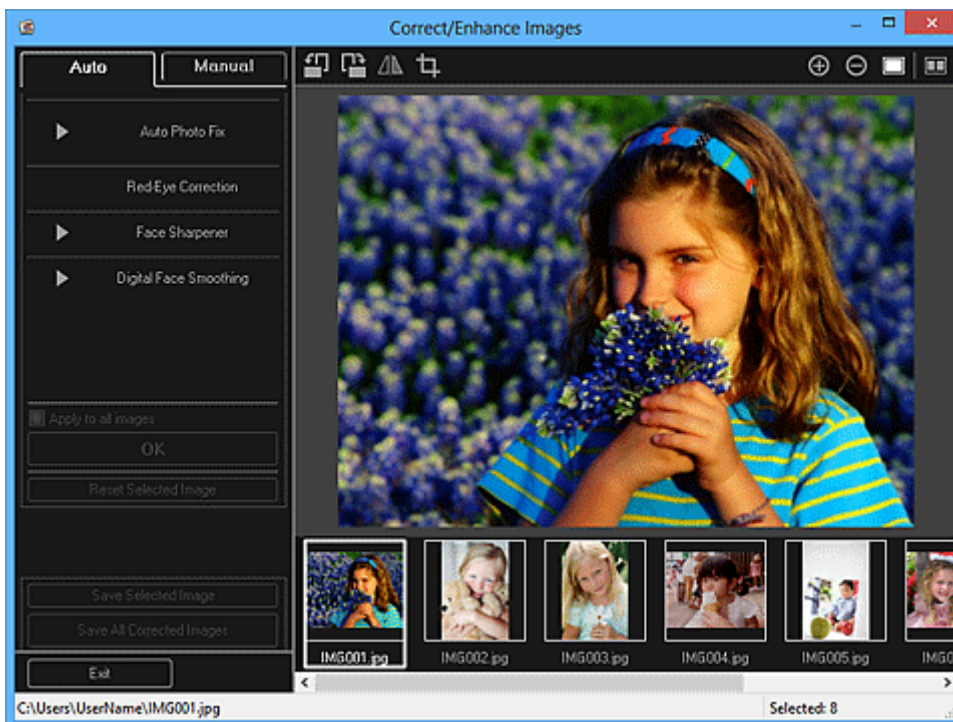 Correct/Enhance Images
Auto
Manual
Auto Photo Fix
Red-Eye Correction
Face Sharpener
Digital Face Smoothing
Apply to all images
OK
Reset Selected Image
Save Selected Image
Save All Corrected Images
Exit
IMG001.jpg
IMG002.jpg
IMG003.jpg
IMG004.jpg
IMG005.jpg
IMG0
C:\Users\UserName\IMG001.jpg
Selected: 8